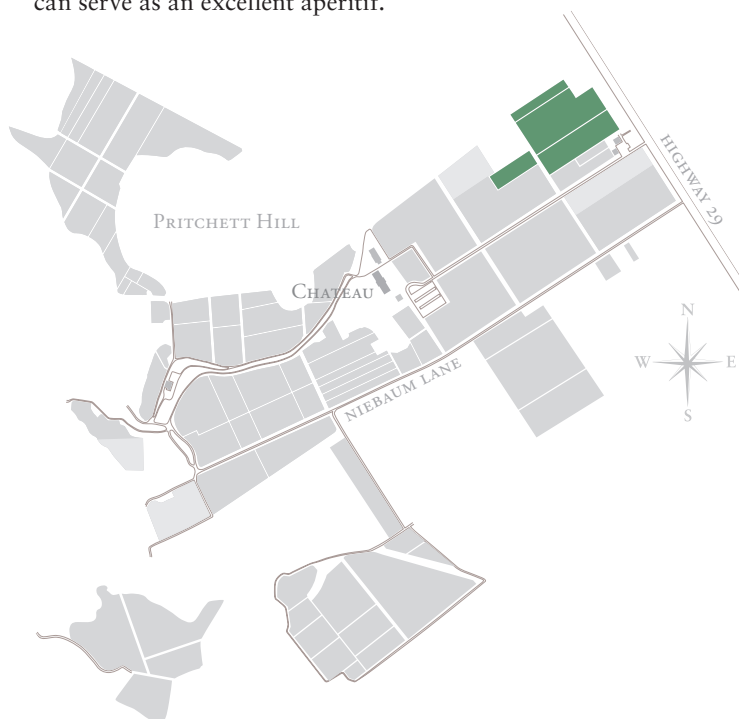 can serve as an excellent aperitif.
HIGHWAY 29
PRITCHETT HILL
CHATEAU
N
W E
S
NIEBAUM LANE